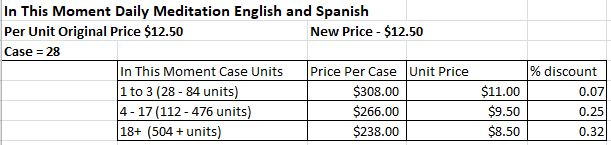 In This Moment Daily Meditation English and Spanish
Per Unit Original Price $12.50 New Price - $12.50
Case = 28
In This Moment Case Units Price Per Case Unit Price % discount
1 to 3 (28 - 84 units) $308.00 $11.00 0.07
4 - 17 (112 - 476 units) $266.00 $9.50 0.25
18+ (504 + units) $238.00 $8.50 0.32